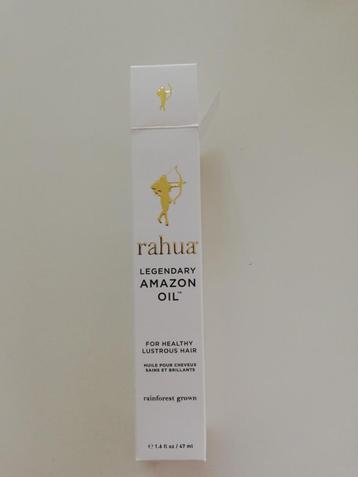 rahua®
LEGENDARY
AMAZON
OIL™
FOR HEALTHY
LUSTROUS HAIR
HUILE POUR CHEVEUX
SAINS ET BRILLANTS
rainforest grown
℮ 1.6 fl oz / 47 ml